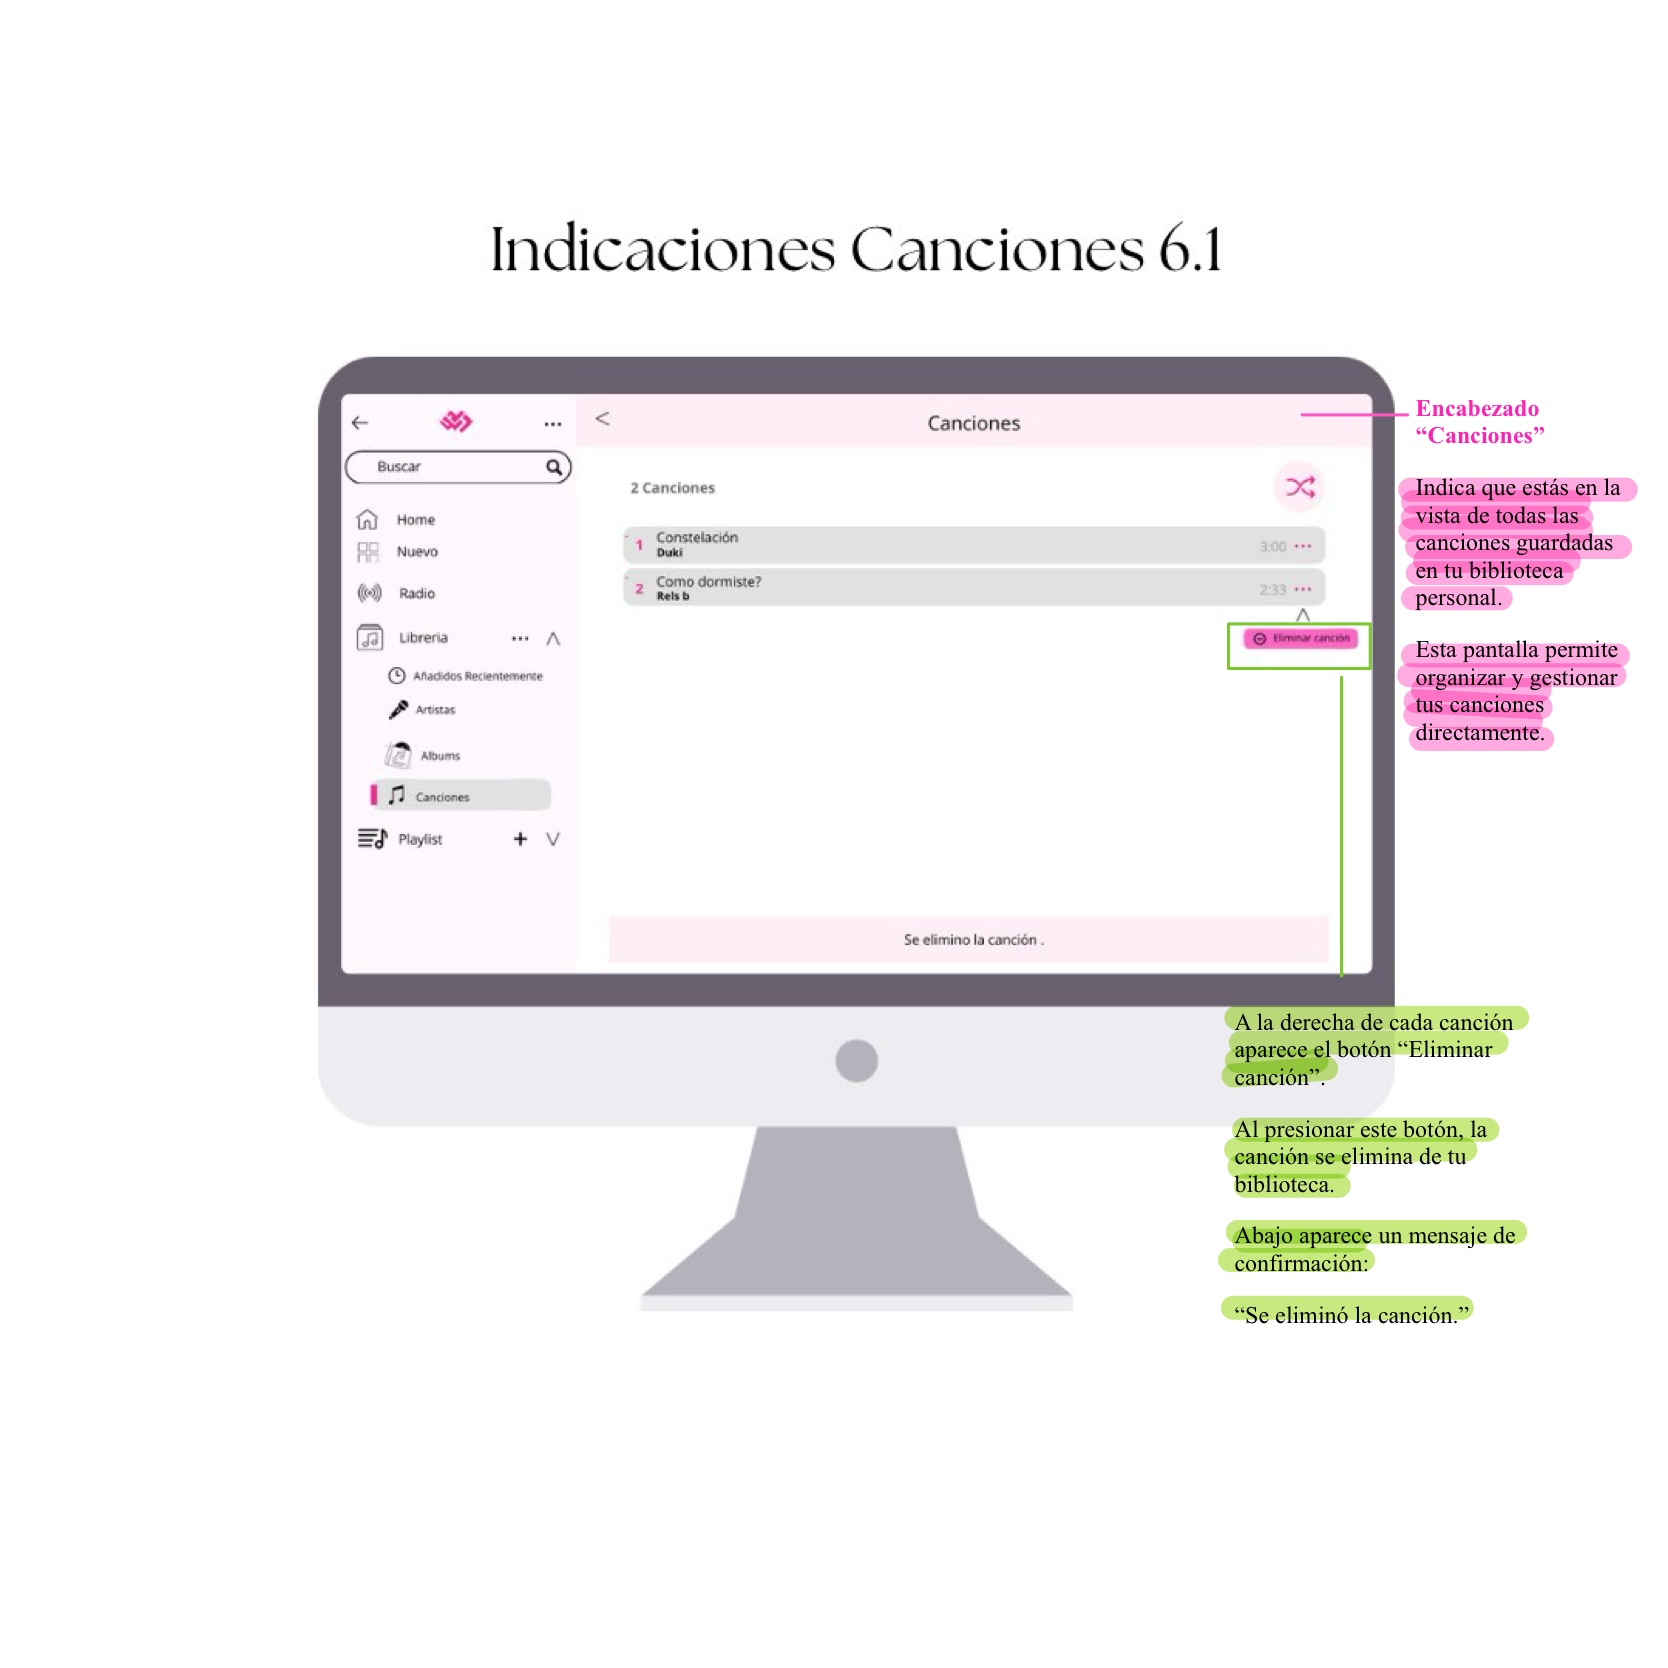 Indicaciones Canciones 6.1
Buscar
Home
Nuevo
Radio
Libreria
Añadidos Recientemente
Artistas
Albums
Canciones
Playlist
Canciones
2 Canciones
1 Constelación 3:00
Duki
2 Como dormiste? 2:33
Rels b
Eliminar canción
Se elimino la canción .
Encabezado
“Canciones”
Indica que estás en la
vista de todas las
canciones guardadas
en tu biblioteca
personal.
Esta pantalla permite
organizar y gestionar
tus canciones
directamente.
A la derecha de cada canción
aparece el botón “Eliminar
canción”.
Al presionar este botón, la
canción se elimina de tu
biblioteca.
Abajo aparece un mensaje de
confirmación:
“Se eliminó la canción.”